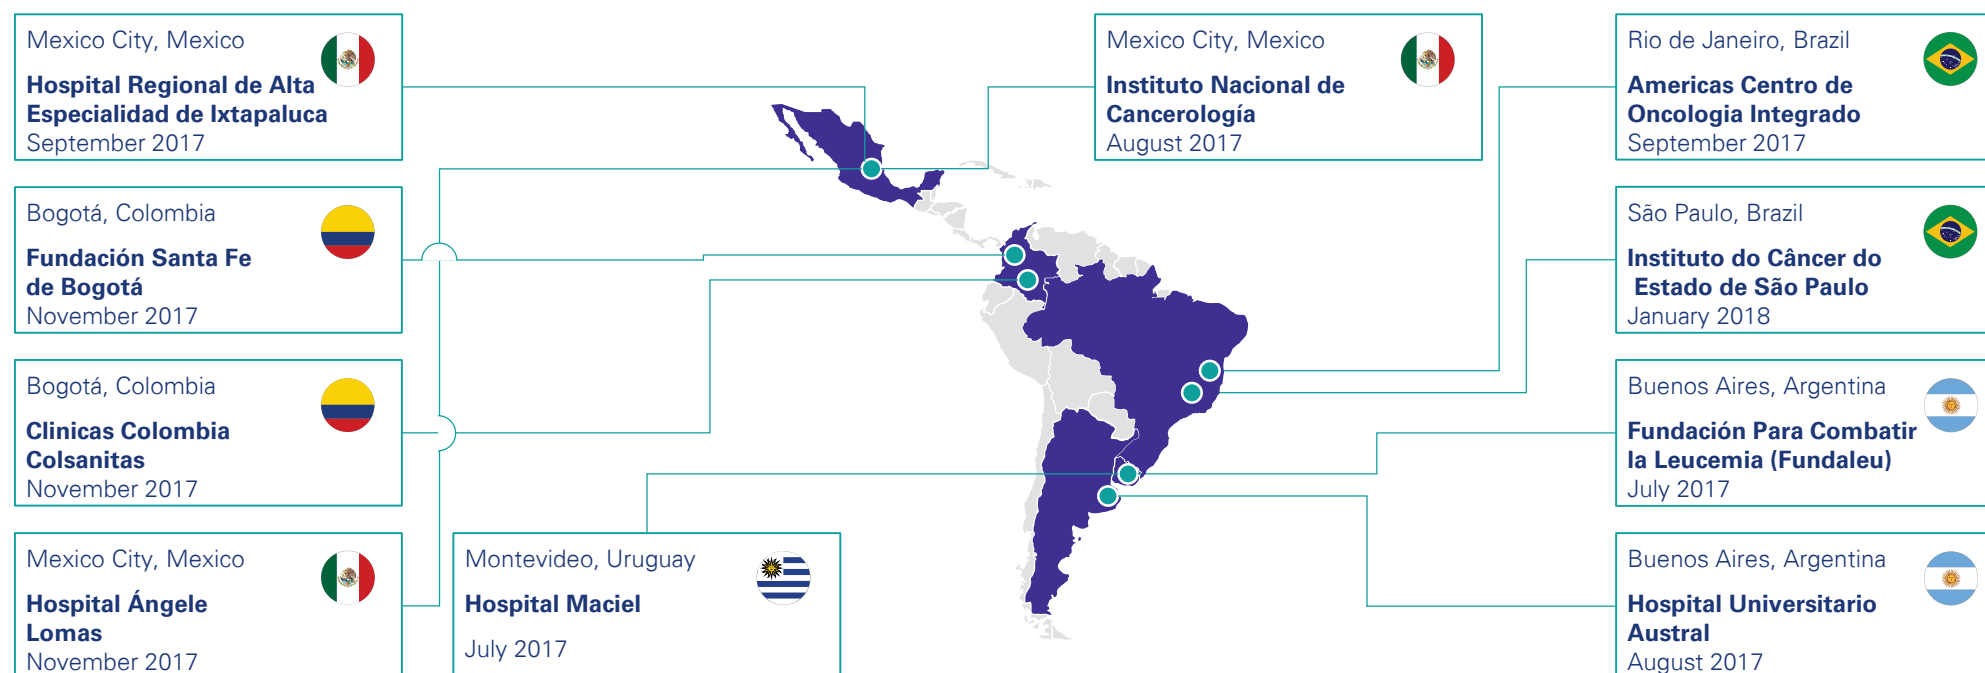 Mexico City, Mexico
Hospital Regional de Alta
Especialidad de Ixtapaluca
September 2017
Bogotá, Colombia
Fundación Santa Fe
de Bogotá
November 2017
Bogotá, Colombia
Clinicas Colombia
Colsanitas
November 2017
Mexico City, Mexico
Hospital Ángele
Lomas
November 2017
Montevideo, Uruguay
Hospital Maciel
July 2017
Mexico City, Mexico
Instituto Nacional de
Cancerología
August 2017
Rio de Janeiro, Brazil
Americas Centro de
Oncologia Integrado
September 2017
São Paulo, Brazil
Instituto do Câncer do
Estado de São Paulo
January 2018
Buenos Aires, Argentina
Fundación Para Combatir
la Leucemia (Fundaleu)
July 2017
Buenos Aires, Argentina
Hospital Universitario
Austral
August 2017